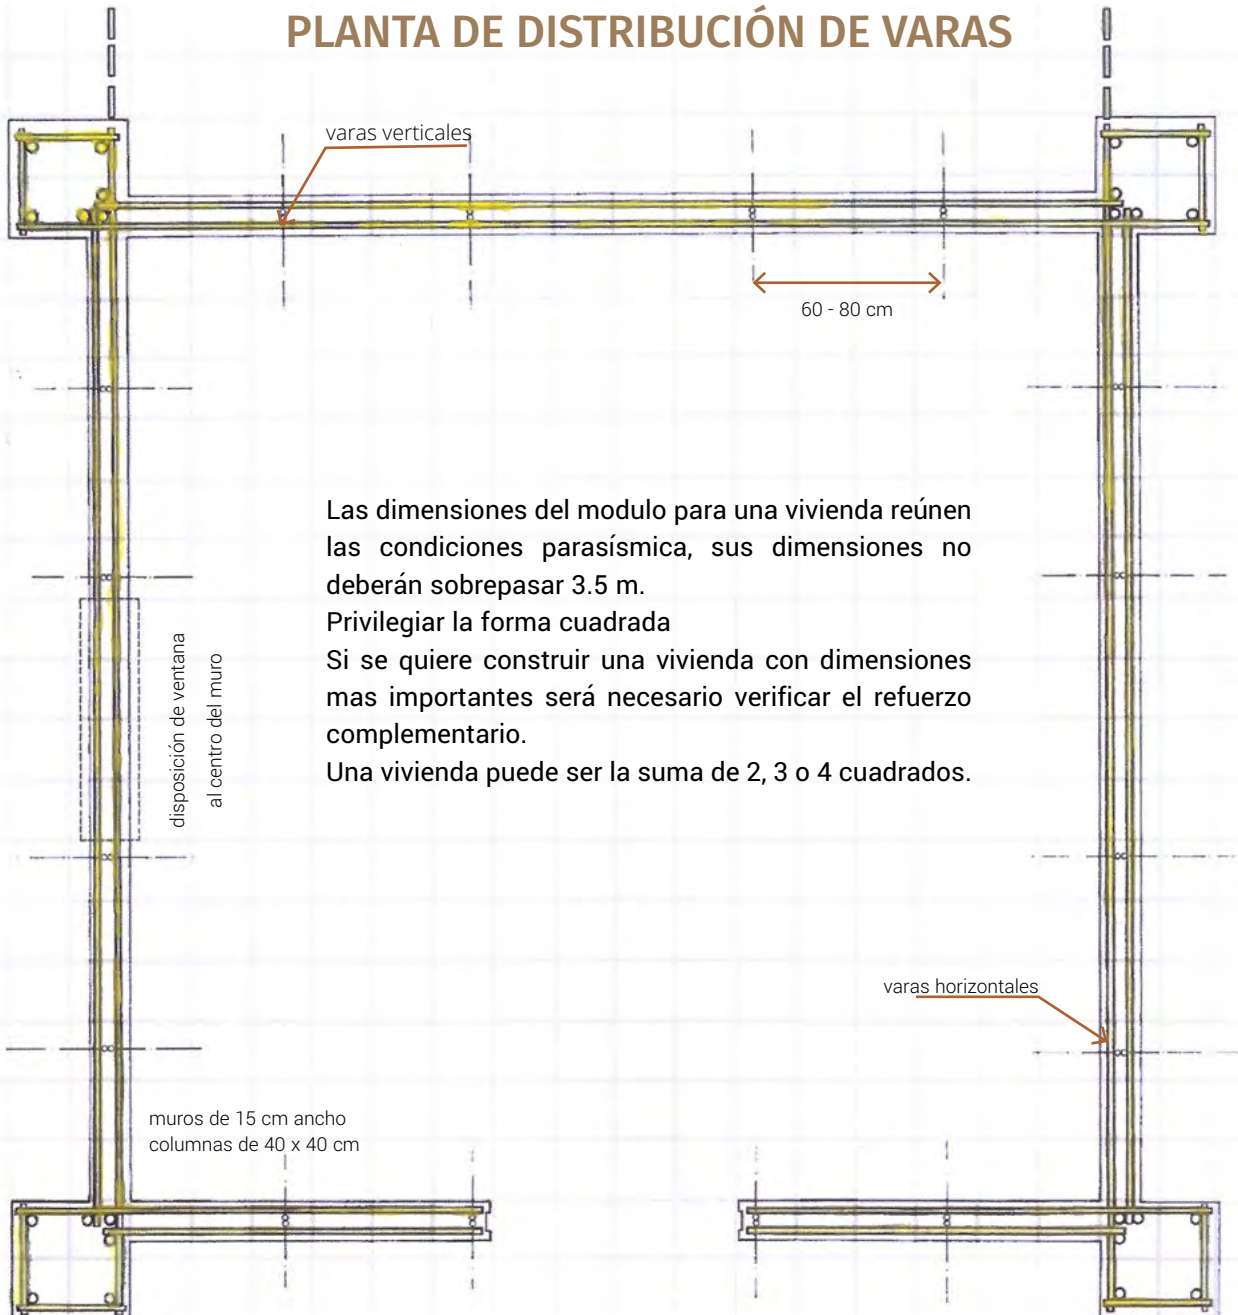 PLANTA DE DISTRIBUCIÓN DE VARAS
varas verticales
60 - 80 cm
Las dimensiones del modulo para una vivienda reúnen
las condiciones parasísmica, sus dimensiones no
deberán sobrepasar 3.5 m.
Privilegiar la forma cuadrada
Si se quiere construir una vivienda con dimensiones
mas importantes será necesario verificar el refuerzo
complementario.
Una vivienda puede ser la suma de 2, 3 o 4 cuadrados.
disposición de ventana
al centro del muro
varas horizontales
muros de 15 cm ancho
columnas de 40 x 40 cm